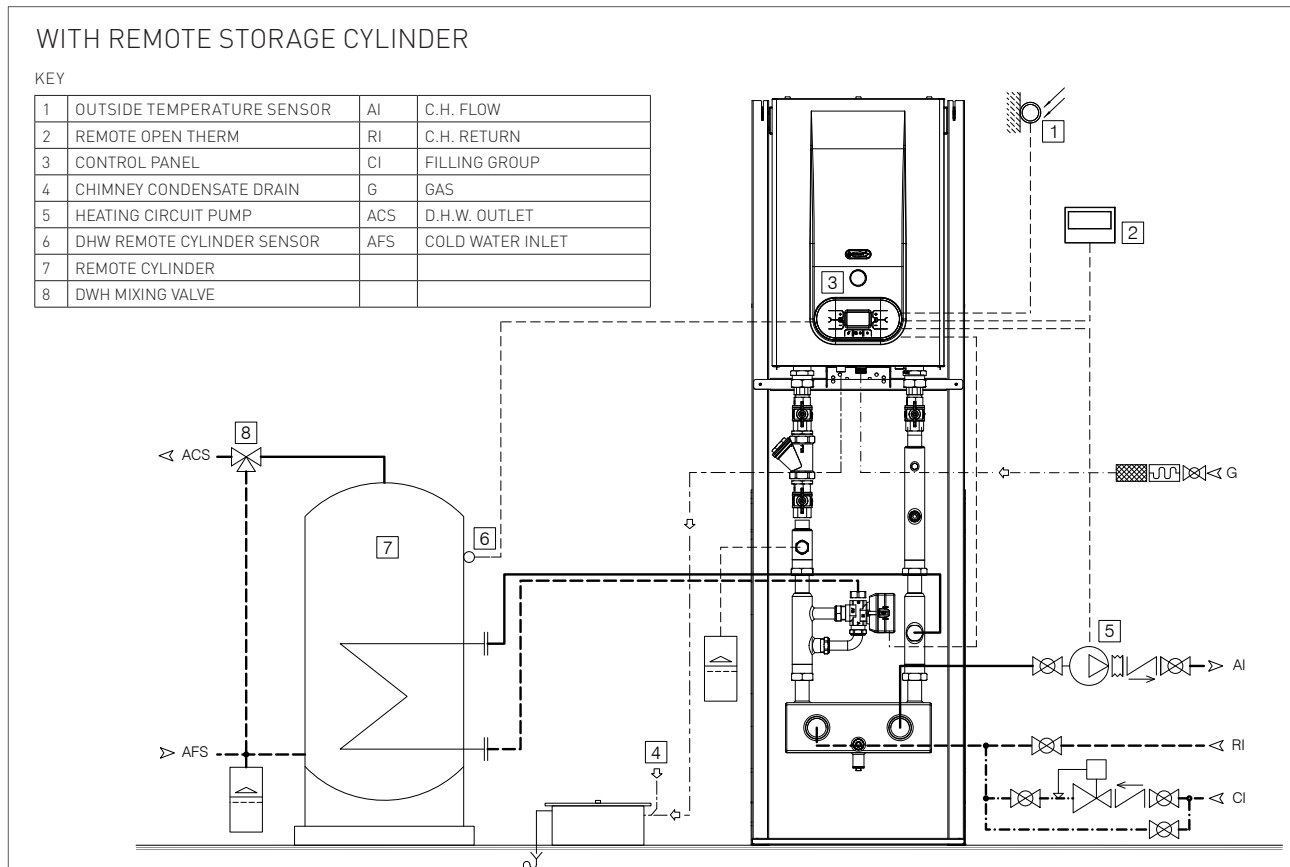 WITH REMOTE STORAGE CYLINDER
KEY
1 OUTSIDE TEMPERATURE SENSOR AI C.H. FLOW
2 REMOTE OPEN THERM RI C.H. RETURN
3 CONTROL PANEL CI FILLING GROUP
4 CHIMNEY CONDENSATE DRAIN G GAS
5 HEATING CIRCUIT PUMP ACS D.H.W. OUTLET
6 DHW REMOTE CYLINDER SENSOR AFS COLD WATER INLET
7 REMOTE CYLINDER
8 DWH MIXING VALVE
1
2
3
8
ACS
G
7
6
5
AI
AFS
4
RI
CI